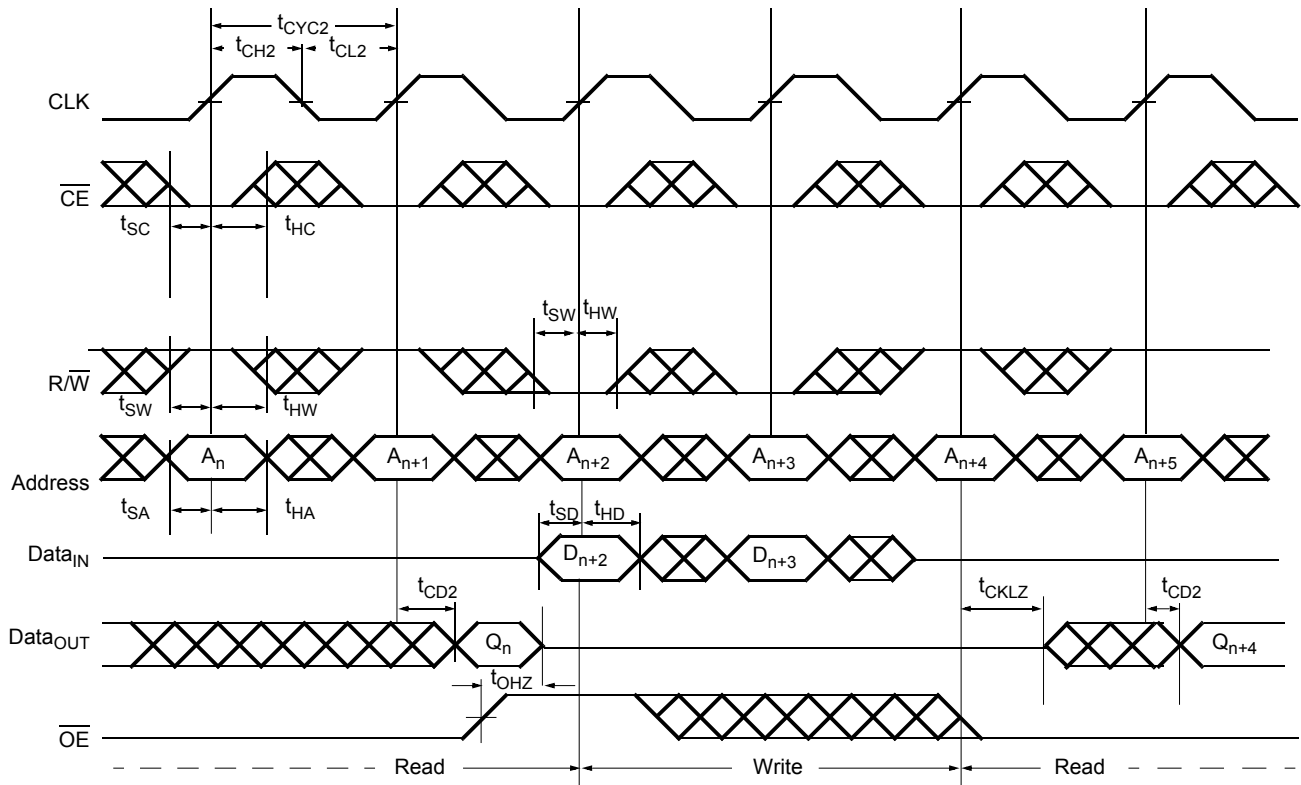 tCYC2
tCH2 tCL2
CLK
CE
tSC tHC
tSW tHW
R/W
tSW tHW
An An+1 An+2 An+3 An+4 An+5
Address
tSA tHA
tSD tHD
DataIN Dn+2 Dn+3
tCD2 tCKLZ tCD2
DataOUT Qn Qn+4
tOHZ
OE
Read Write Read